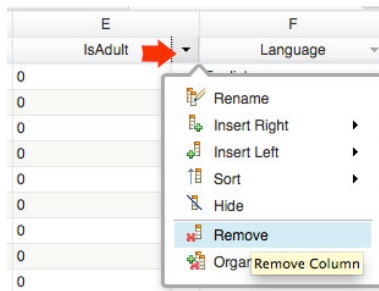 E F
IsAdult Language
0
0
Rename
0
Insert Right
0
Insert Left
0
Sort
0
Hide
0
Remove
0
Remove Column
0